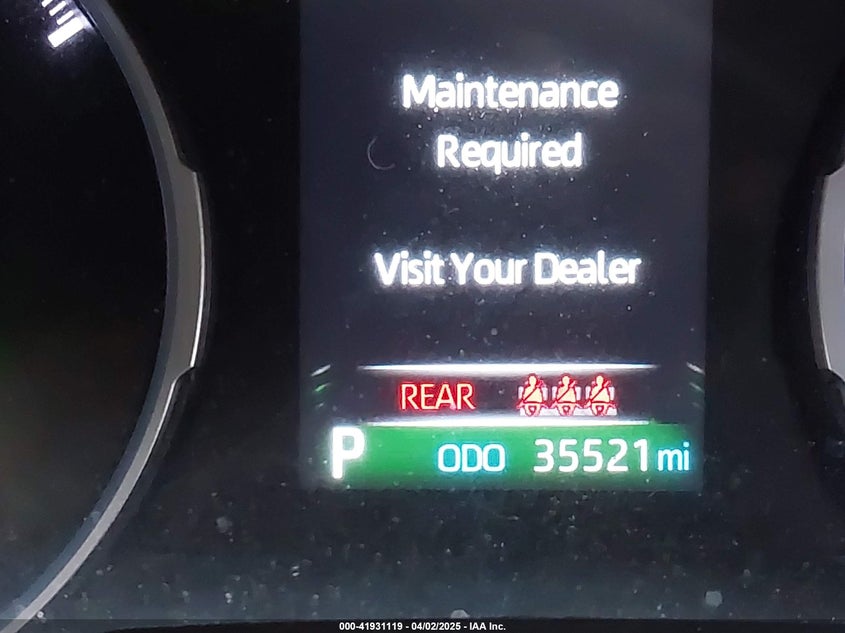 Maintenance
Required
Visit Your Dealer
REAR
P ODO 35521 mi
000-41931119 - 04/02/2025 - IAA Inc.